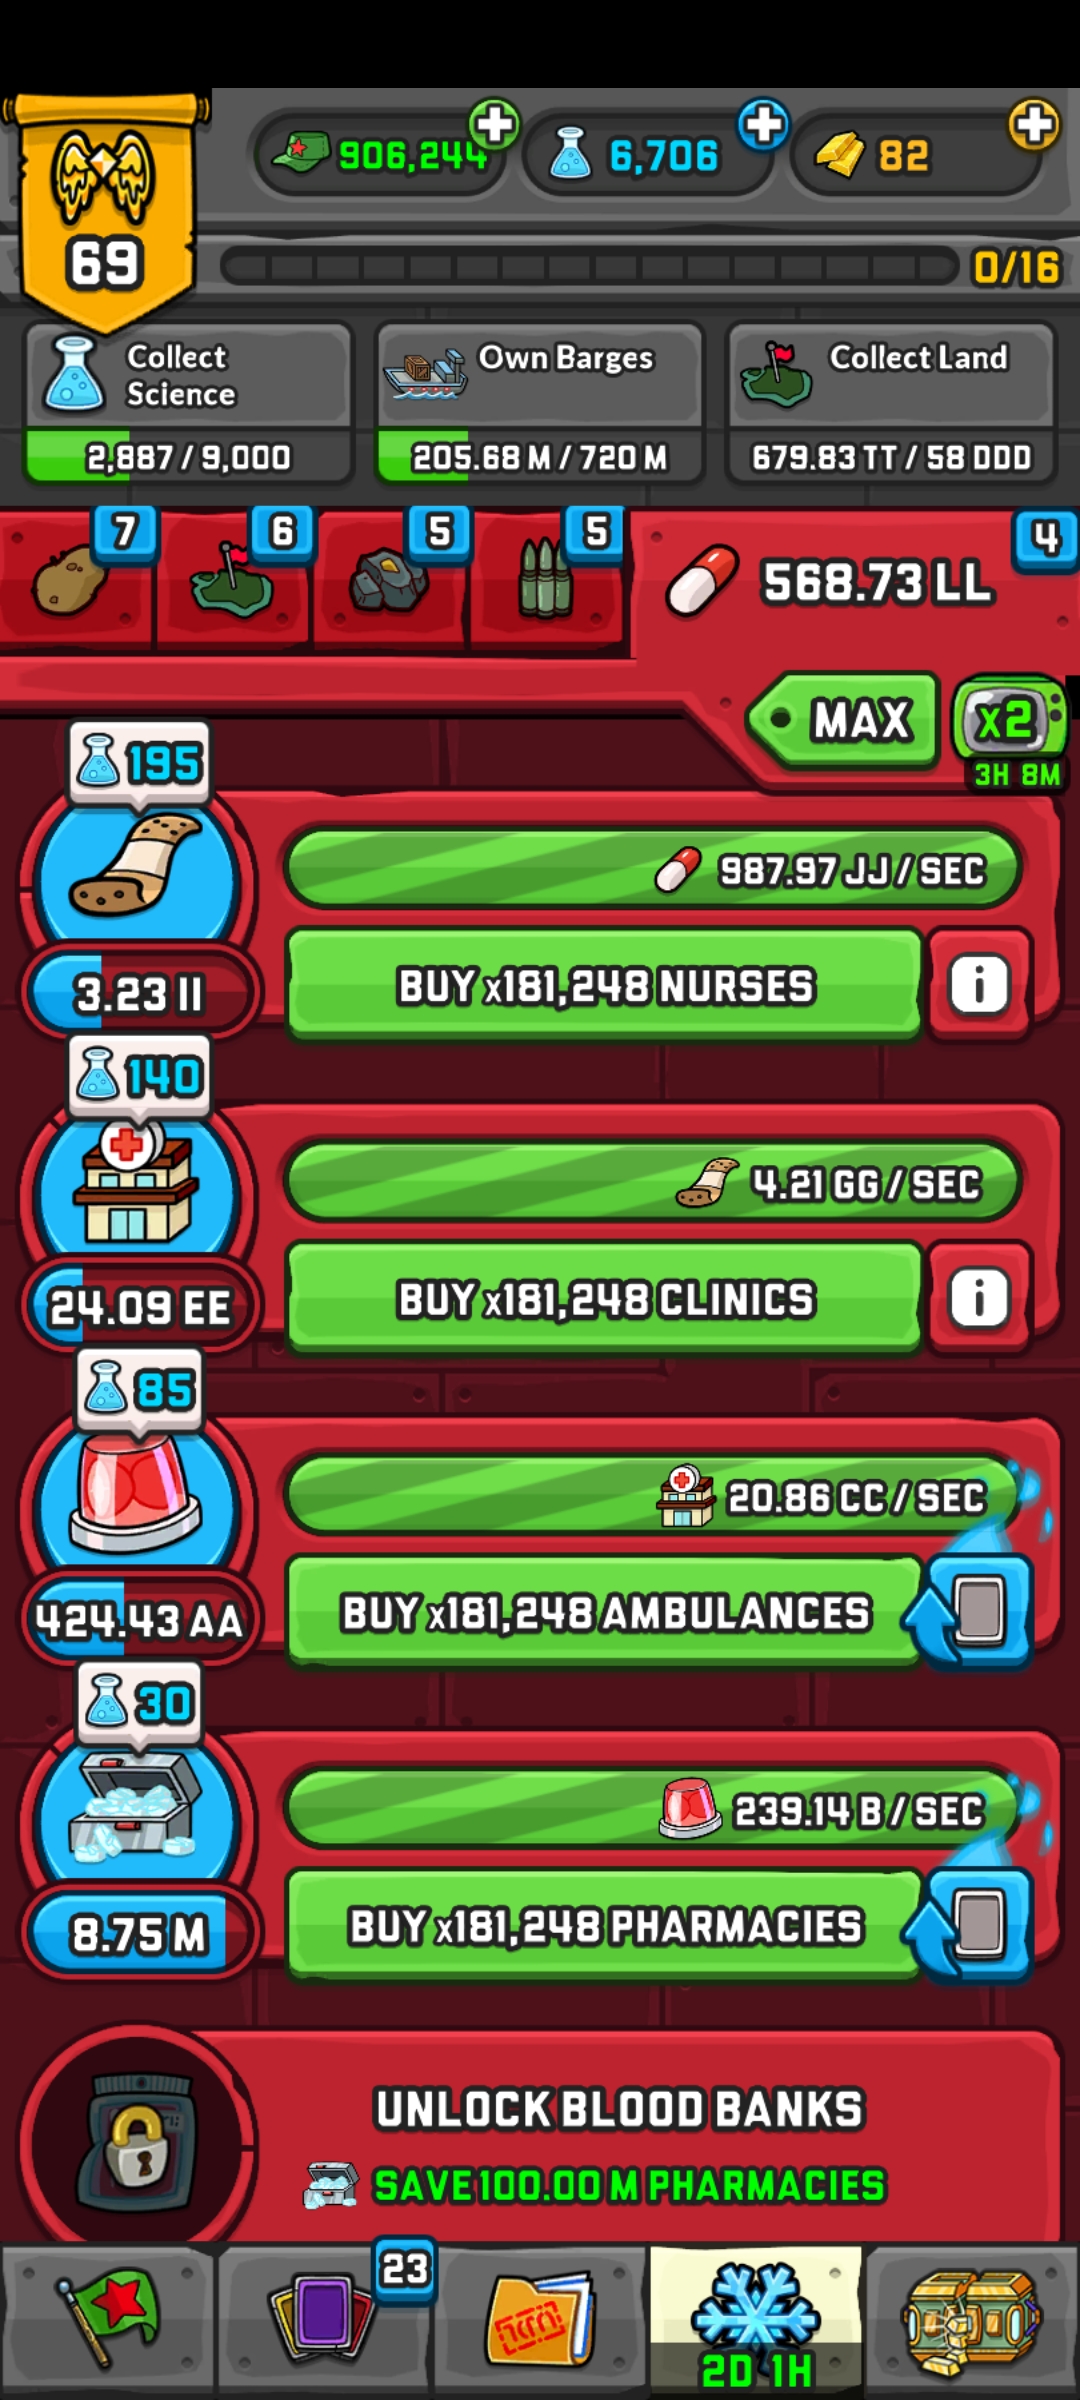 906,244
6,706
82
69
0/16
Collect
Science
2,887 / 9,000
Own Barges
205.68 M / 720 M
Collect Land
679.83 TT / 58 DDD
7
6
5
5
568.73 LL
4
MAX
x2
3H 8M
195
987.97 JJ / SEC
3.23 II
BUY x181,248 NURSES
i
140
4.21 GG / SEC
24.09 EE
BUY x181,248 CLINICS
i
85
20.86 CC / SEC
424.43 AA
BUY x181,248 AMBULANCES
30
239.14 B / SEC
8.75 M
BUY x181,248 PHARMACIES
UNLOCK BLOOD BANKS
SAVE 100.00 M PHARMACIES
23
2D 1H